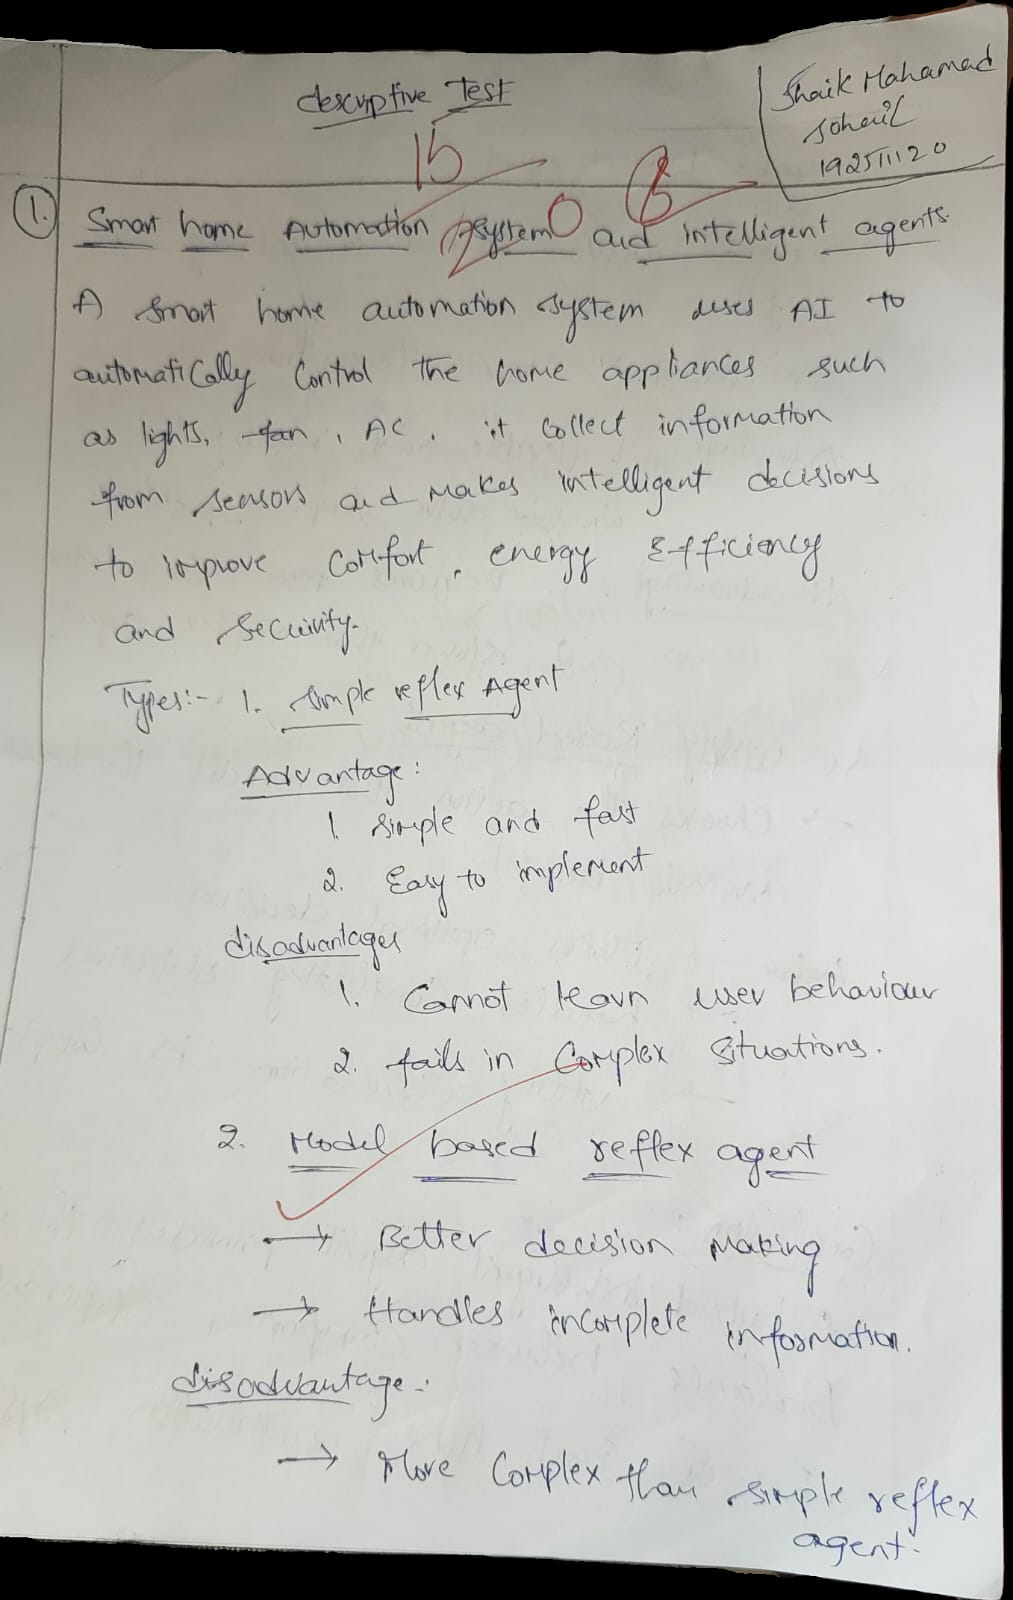 descriptive Test
Shaik Mahamad
Sohail
192511120
15
1. Smart home Automation system and intelligent agents.
A smart home automation system uses AI to
automatically Control the home appliances such
as lights, fan, AC. it Collect information
from sensors and Makes intelligent decisions
to improve Comfort, energy Efficiency
and Security.
Types:- 1. Simple reflex Agent
Advantage:
1. Simple and fast
2. Easy to implement
disadvantages
1. Cannot learn user behaviour
2. fails in Complex Situations.
2. Model based reflex agent
→ Better decision Making
→ Handles incomplete information.
disadvantage:
→ More Complex than simple reflex
agent.